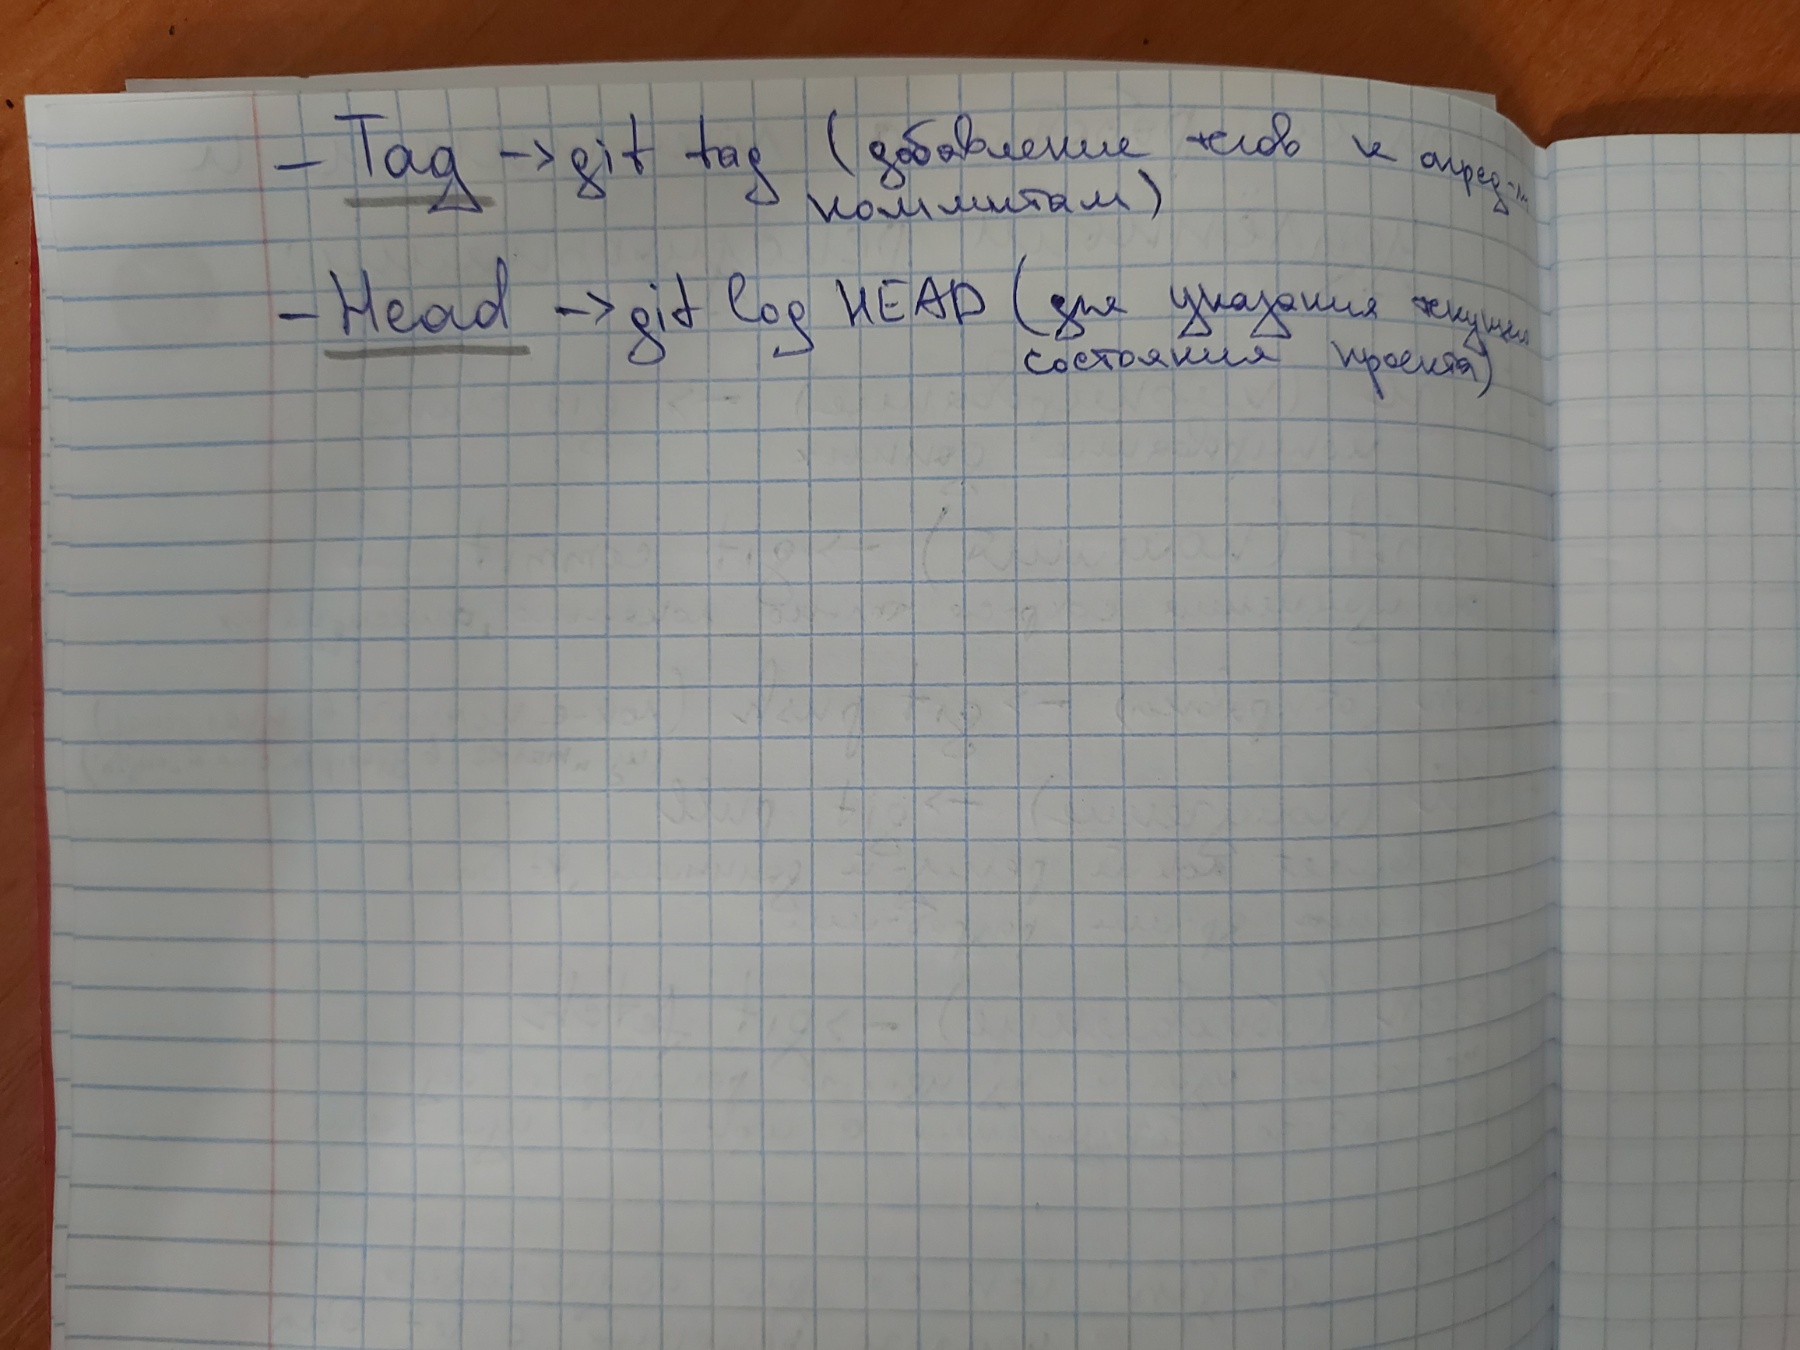 - Tag -> git tag (добавление тегов к опред-м
коммитам)
- Head -> git log HEAD (для указания текущего
состояния проекта)